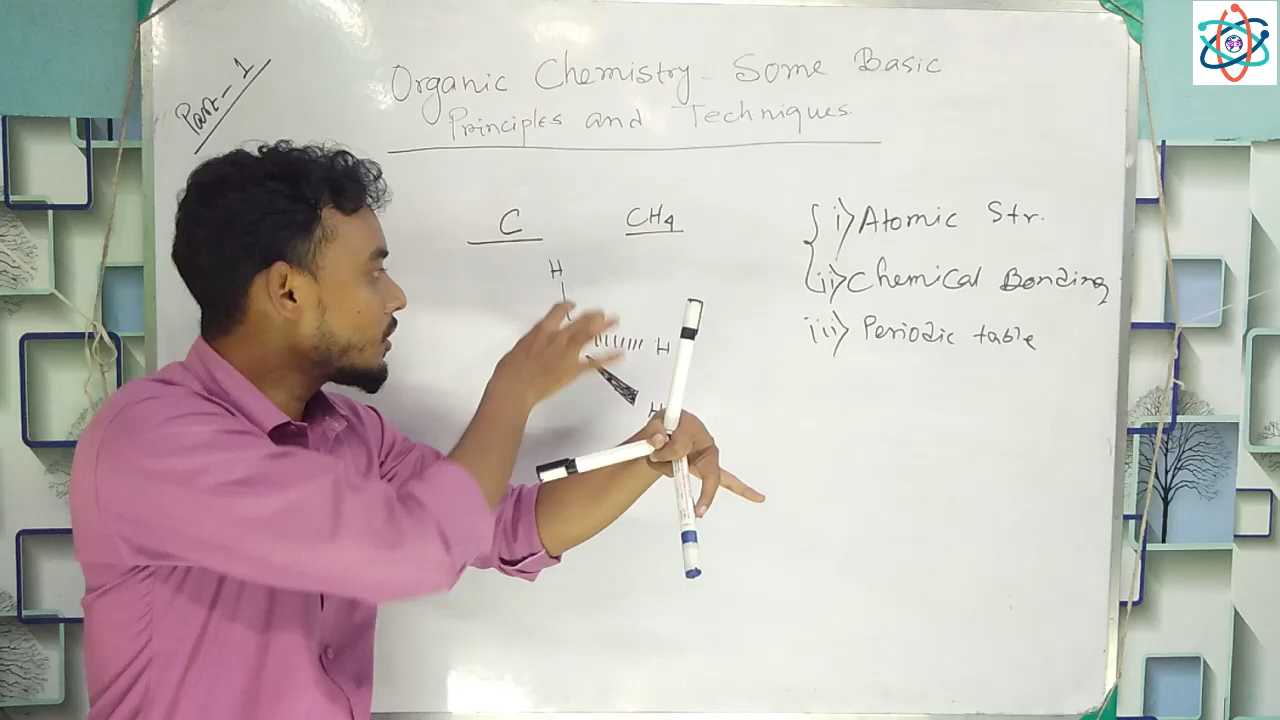 Part-1
Organic Chemistry Some Basic
Principles and Techniques.
C
CH4
i) Atomic Str.
ii) Chemical Bonding
iii) Periodic table
H
H
H